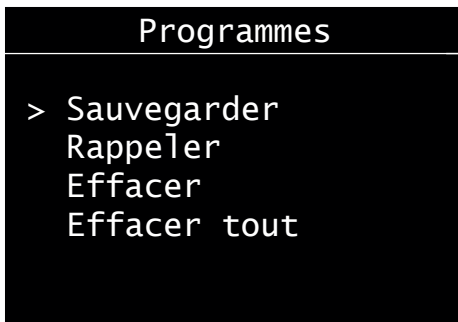 Programmes
> Sauvegarder
Rappeler
Effacer
Effacer tout